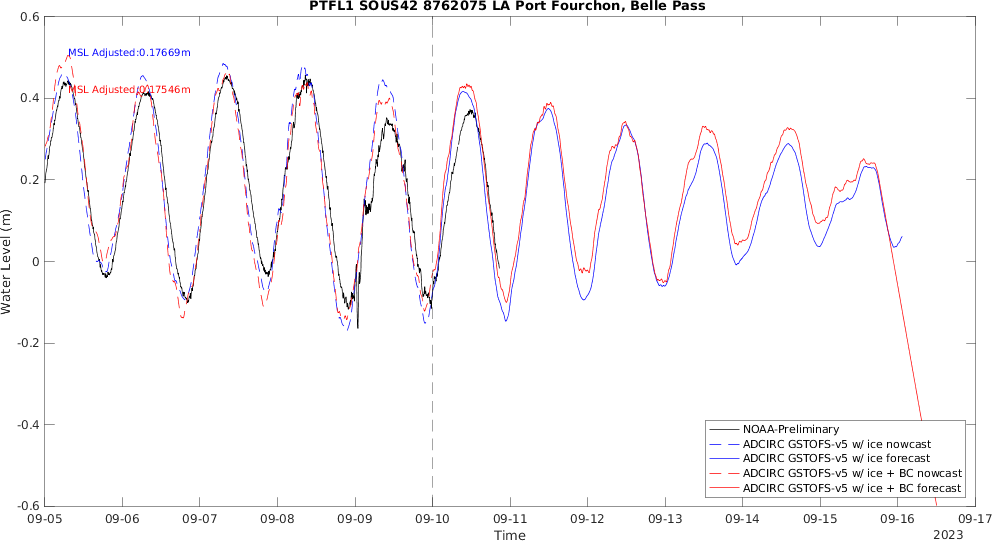 PTFL1 SOUS42 8762075 LA Port Fourchon, Belle Pass
0.6
MSL Adjusted:0.17669m
MSL Adjusted:0.17546m
0.4
0.2
0
-0.2
-0.4
-0.6
Water Level (m)
NOAA-Preliminary
ADCIRC GSTOFS-v5 w/ ice nowcast
ADCIRC GSTOFS-v5 w/ ice forecast
ADCIRC GSTOFS-v5 w/ ice + BC nowcast
ADCIRC GSTOFS-v5 w/ ice + BC forecast
09-05 09-06 09-07 09-08 09-09 09-10 09-11 09-12 09-13 09-14 09-15 09-16 09-17
Time
2023